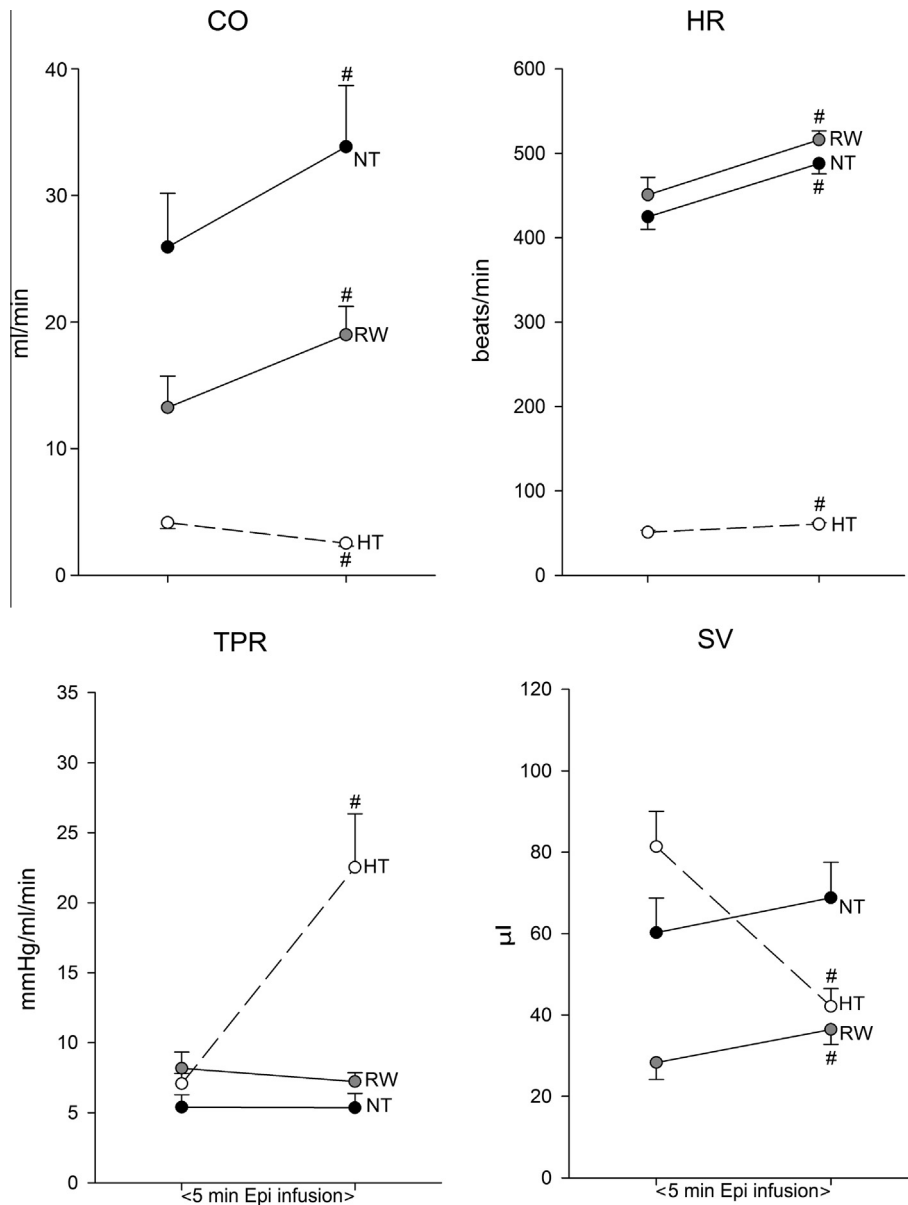 CO
40
30
20
10
0
ml/min
#
NT
#
RW
HT
#
HR
600
500
400
300
200
100
0
beats/min
#
RW
NT
#
#
HT
TPR
35
30
25
20
15
10
5
0
mmHg/ml/min
#
HT
RW
NT
<5 min Epi infusion>
SV
120
100
80
60
40
20
0
µl
NT
#
HT
RW
#
<5 min Epi infusion>